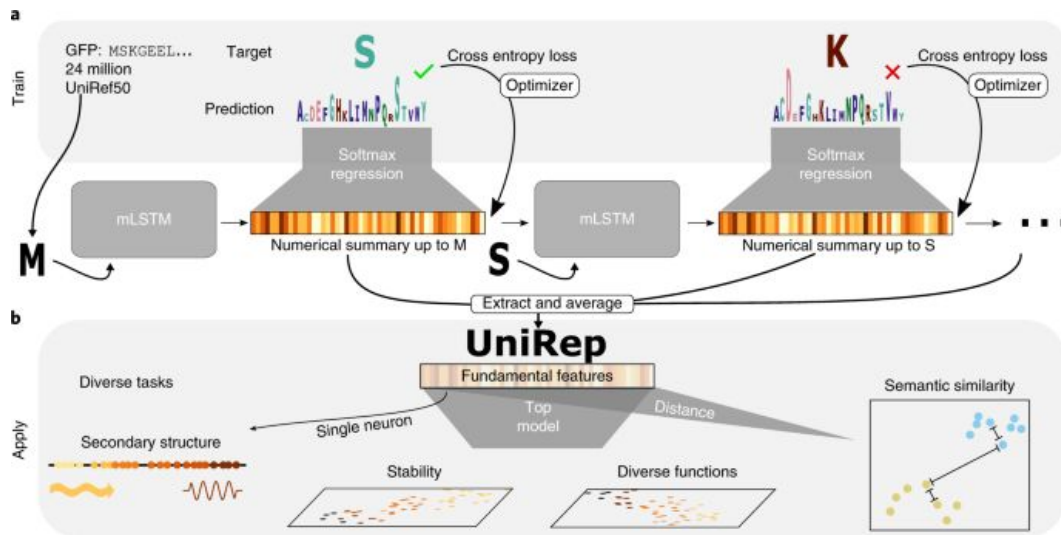 a
Train
GFP: MSKGEEL...
24 million
UniRef50
Target
S
Cross entropy loss
Optimizer
Prediction
ACDEFGHKLIMNPQRSTVWY
Softmax
regression
K
Cross entropy loss
Optimizer
ACDEFGHKLIMNPQRSTVWY
Softmax
regression
mLSTM
Numerical summary up to M
mLSTM
Numerical summary up to S
...
M
S
Extract and average
b
Apply
UniRep
Fundamental features
Diverse tasks
Top
model
Distance
Semantic similarity
Single neuron
Secondary structure
Stability
Diverse functions